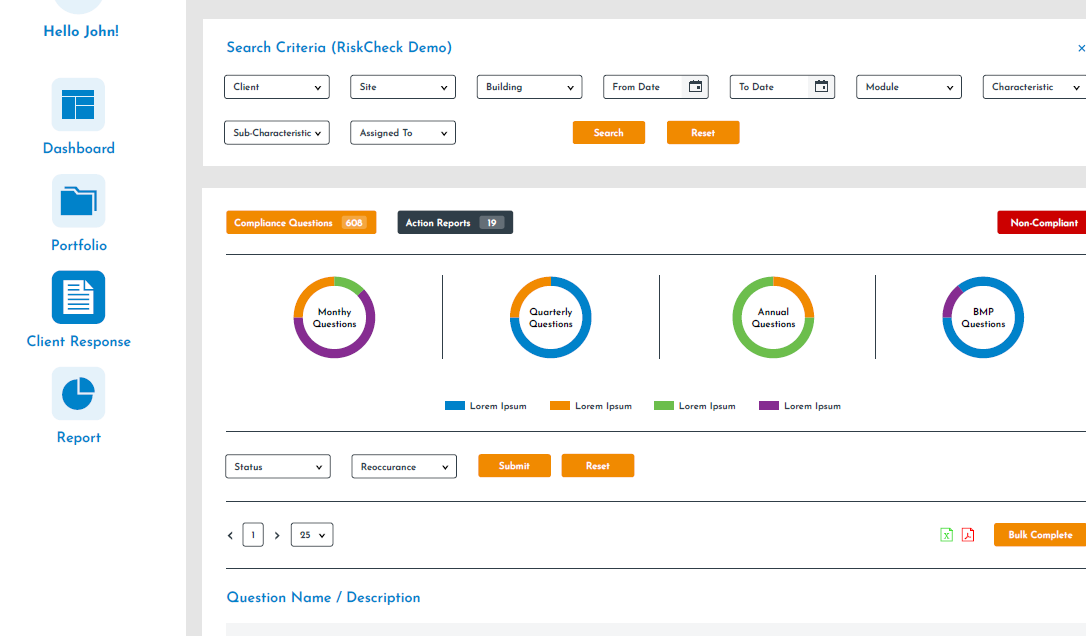 Hello John!
Dashboard
Portfolio
Client Response
Report
Search Criteria (RiskCheck Demo)
Client
Site
Building
From Date
To Date
Module
Characteristic
Sub-Characteristic
Assigned To
Search
Reset
Compliance Questions 608
Action Reports 19
Non-Compliant
Monthy
Questions
Quarterly
Questions
Annual
Questions
BMP
Questions
Lorem Ipsum
Lorem Ipsum
Lorem Ipsum
Lorem Ipsum
Status
Reoccurance
Submit
Reset
1
25
Bulk Complete
Question Name / Description